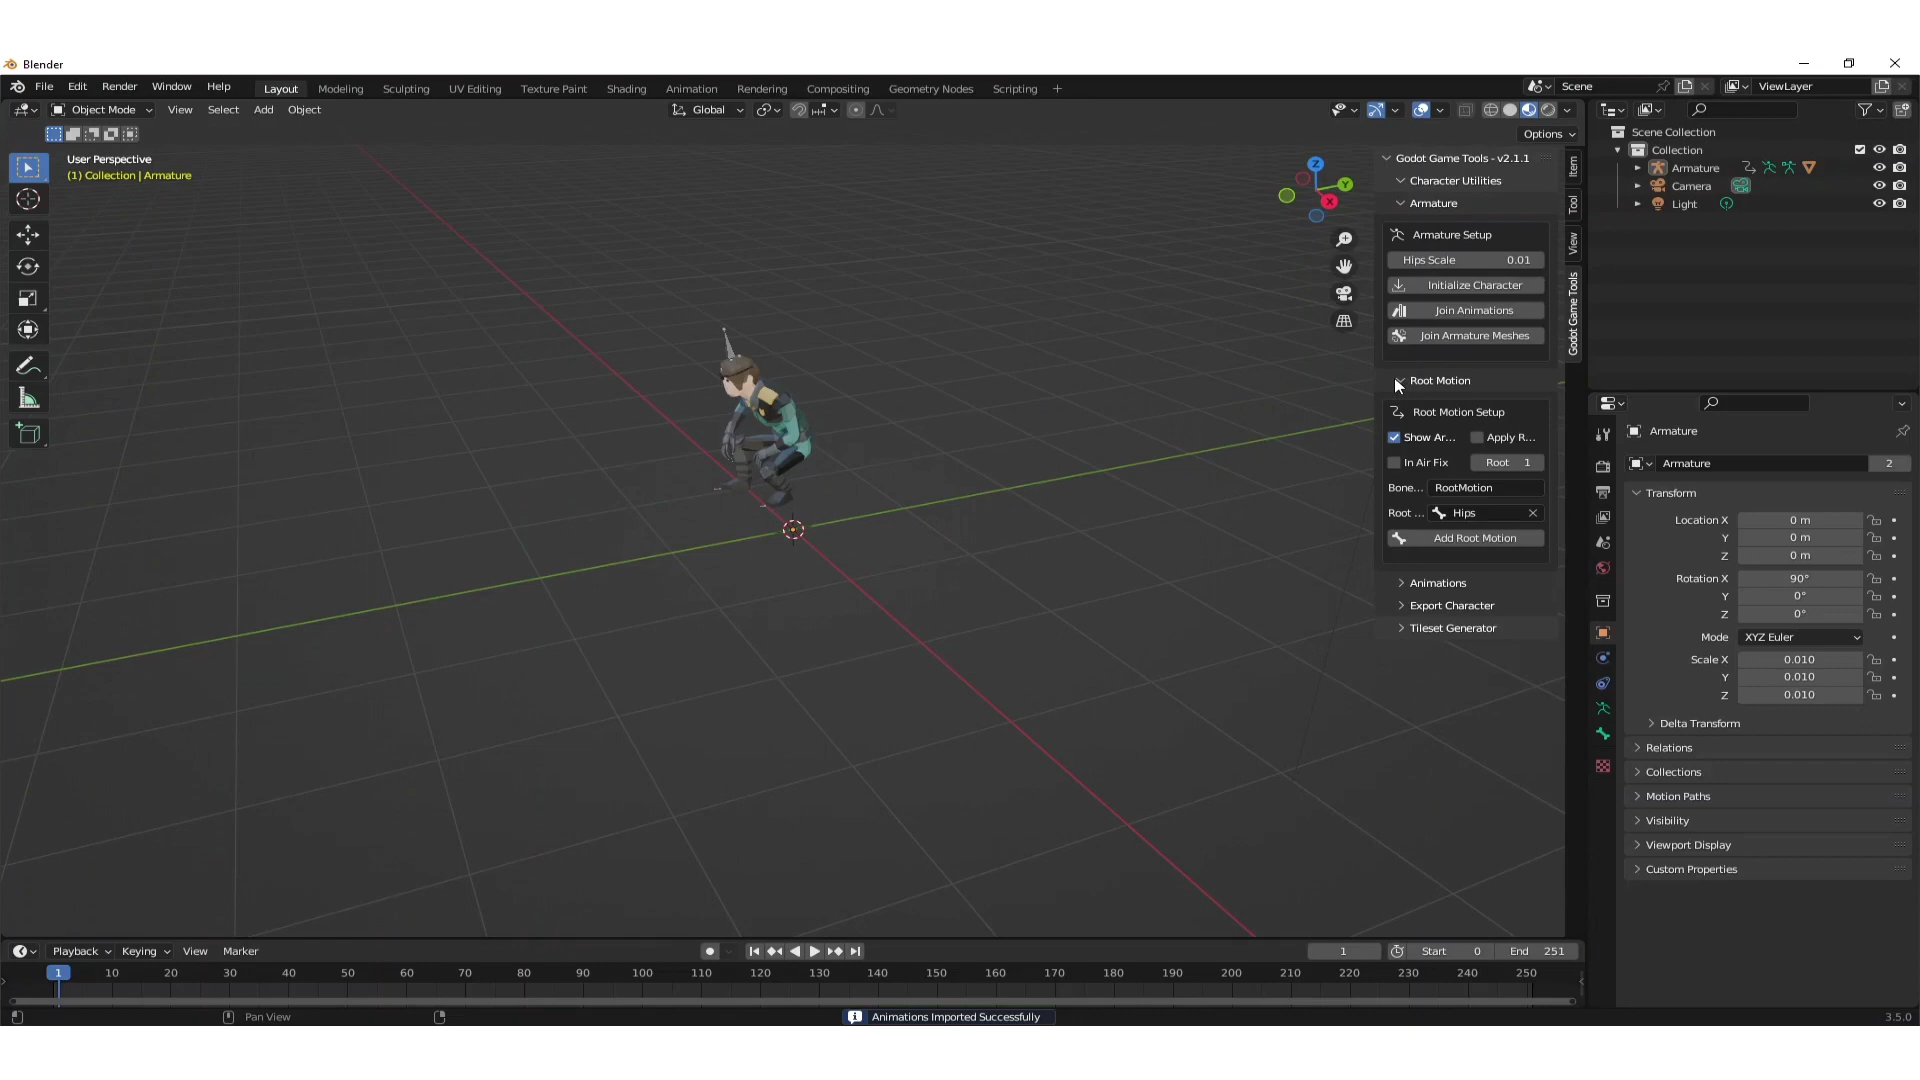 Blender
File Edit Render Window Help Layout Modeling Sculpting UV Editing Texture Paint Shading Animation Rendering Compositing Geometry Nodes Scripting + Scene ViewLayer
Object Mode View Select Add Object Global
Options
User Perspective
(1) Collection | Armature
Z
Y
X
Godot Game Tools - v2.1.1
Character Utilities
Armature
Armature Setup
Hips Scale 0.01
Initialize Character
Join Animations
Join Armature Meshes
Root Motion
Root Motion Setup
Show Ar... Apply R...
In Air Fix Root 1
Bone... RootMotion
Root ... Hips
Add Root Motion
Animations
Export Character
Tileset Generator
Item
Tool
View
Godot Game Tools
Scene Collection
Collection
Armature
Camera
Light
Armature
Armature 2
Transform
Location X 0 m
Y 0 m
Z 0 m
Rotation X 90°
Y 0°
Z 0°
Mode XYZ Euler
Scale X 0.010
Y 0.010
Z 0.010
Delta Transform
Relations
Collections
Motion Paths
Visibility
Viewport Display
Custom Properties
Playback Keying View Marker 1 Start 0 End 251
1 10 20 30 40 50 60 70 80 90 100 110 120 130 140 150 160 170 180 190 200 210 220 230 240 250
Pan View Animations Imported Successfully 3.5.0